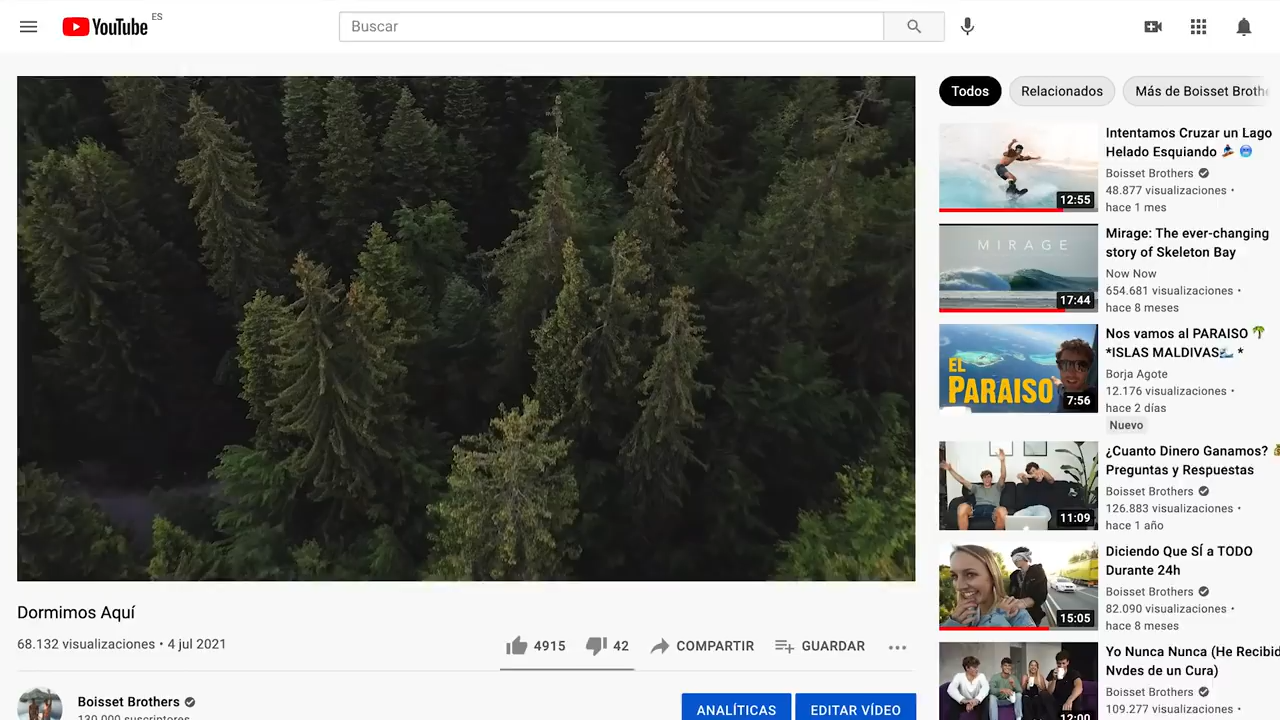 YouTube ES
Buscar
Todos
Relacionados
Más de Boisset Brothe
Dormimos Aquí
68.132 visualizaciones • 4 jul 2021
4915
42
COMPARTIR
GUARDAR
Boisset Brothers
130.000 suscriptores
ANALÍTICAS
EDITAR VÍDEO
12:55
Intentamos Cruzar un Lago
Helado Esquiando
Boisset Brothers
48.877 visualizaciones •
hace 1 mes
MIRAGE
17:44
Mirage: The ever-changing
story of Skeleton Bay
Now Now
654.681 visualizaciones •
hace 8 meses
EL
PARAISO
7:56
Nos vamos al PARAISO 🌴
*ISLAS MALDIVAS🌊 *
Borja Agote
12.176 visualizaciones •
hace 2 días
Nuevo
11:09
¿Cuanto Dinero Ganamos?
Preguntas y Respuestas
Boisset Brothers
126.883 visualizaciones •
hace 1 año
15:05
Diciendo Que SÍ a TODO
Durante 24h
Boisset Brothers
82.090 visualizaciones •
hace 8 meses
12:00
Yo Nunca Nunca (He Recibid
Nvdes de un Cura)
Boisset Brothers
109.277 visualizaciones •